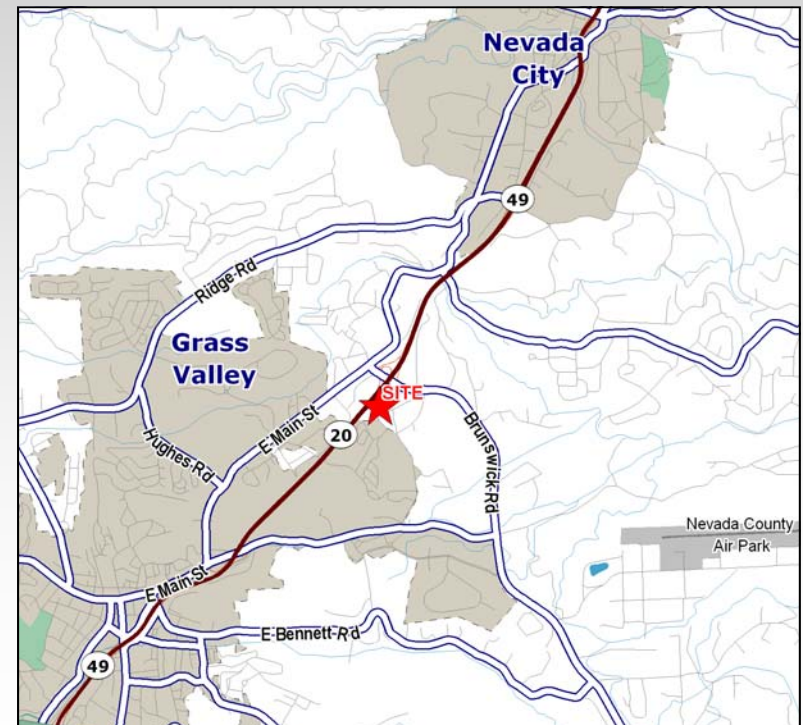 Nevada
City
49
Ridge Rd
Grass
Valley
SITE
E Main St
20
Hughes Rd
Brunswick Rd
Nevada County
Air Park
E Main St
E Bennett Rd
49